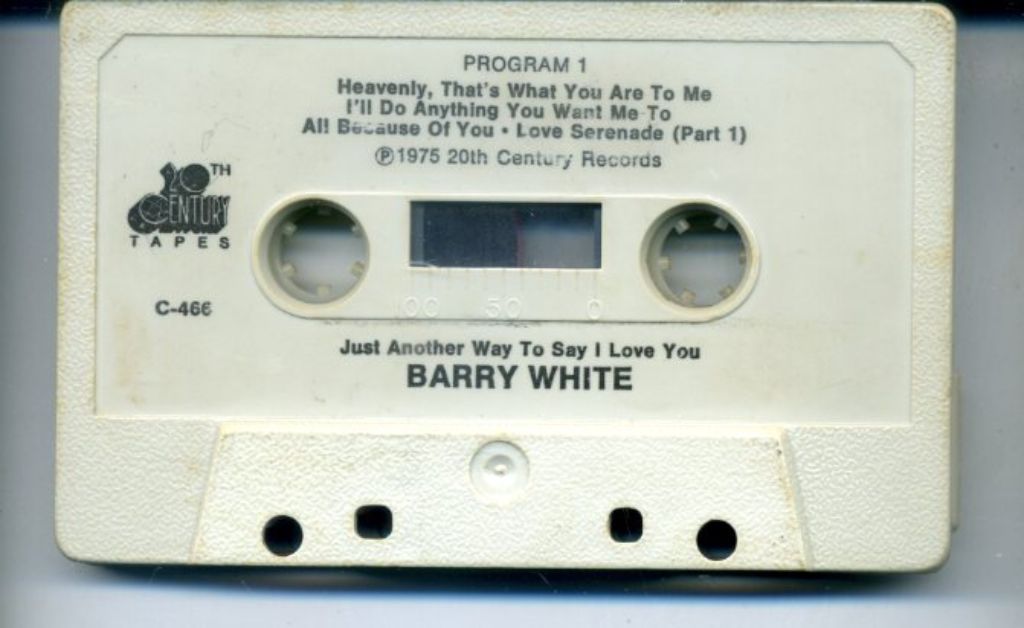 PROGRAM 1
Heavenly, That's What You Are To Me
I'll Do Anything You Want Me To
All Because Of You • Love Serenade (Part 1)
Ⓟ1975 20th Century Records
20TH
CENTURY
TAPES
C-466
100 50 0
Just Another Way To Say I Love You
BARRY WHITE